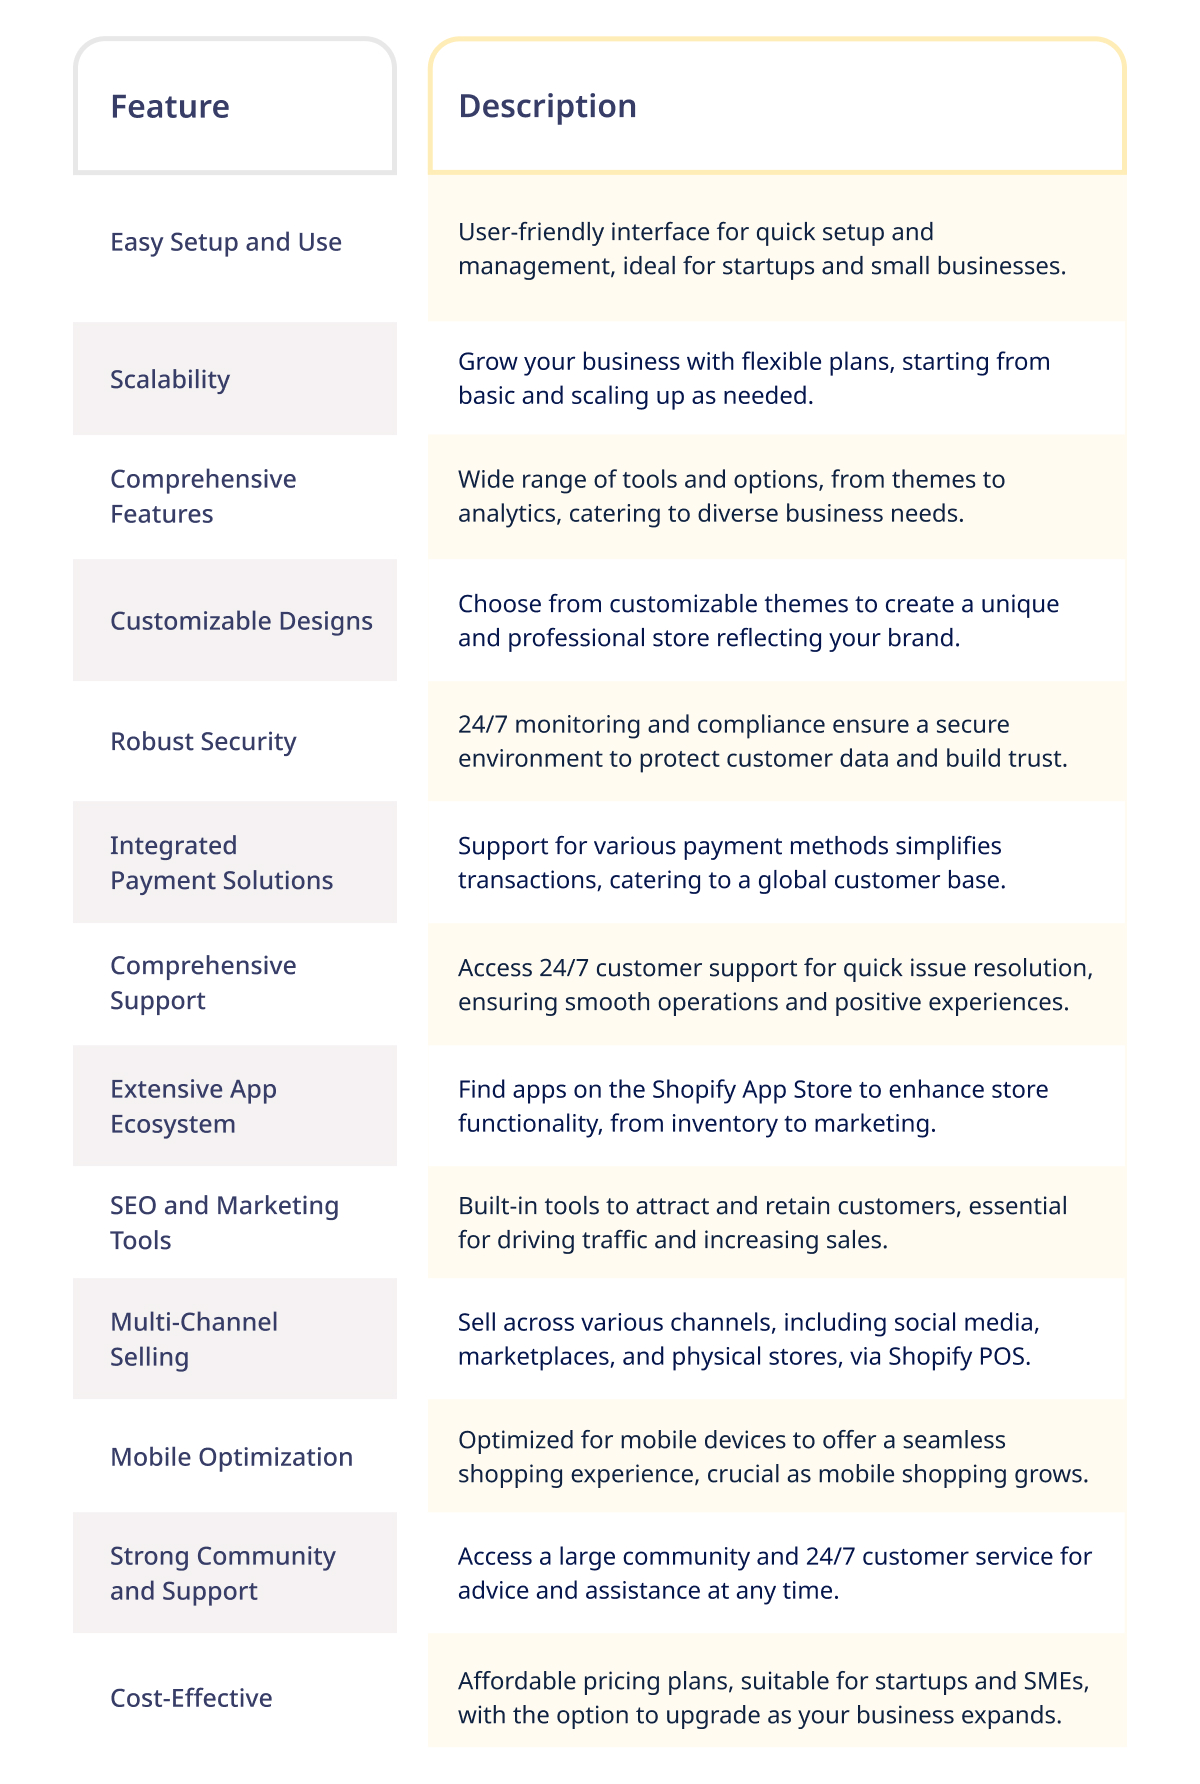 Feature
Description
Easy Setup and Use
User-friendly interface for quick setup and
management, ideal for startups and small businesses.
Scalability
Grow your business with flexible plans, starting from
basic and scaling up as needed.
Comprehensive
Features
Wide range of tools and options, from themes to
analytics, catering to diverse business needs.
Customizable Designs
Choose from customizable themes to create a unique
and professional store reflecting your brand.
Robust Security
24/7 monitoring and compliance ensure a secure
environment to protect customer data and build trust.
Integrated
Payment Solutions
Support for various payment methods simplifies
transactions, catering to a global customer base.
Comprehensive
Support
Access 24/7 customer support for quick issue resolution,
ensuring smooth operations and positive experiences.
Extensive App
Ecosystem
Find apps on the Shopify App Store to enhance store
functionality, from inventory to marketing.
SEO and Marketing
Tools
Built-in tools to attract and retain customers, essential
for driving traffic and increasing sales.
Multi-Channel
Selling
Sell across various channels, including social media,
marketplaces, and physical stores, via Shopify POS.
Mobile Optimization
Optimized for mobile devices to offer a seamless
shopping experience, crucial as mobile shopping grows.
Strong Community
and Support
Access a large community and 24/7 customer service for
advice and assistance at any time.
Cost-Effective
Affordable pricing plans, suitable for startups and SMEs,
with the option to upgrade as your business expands.